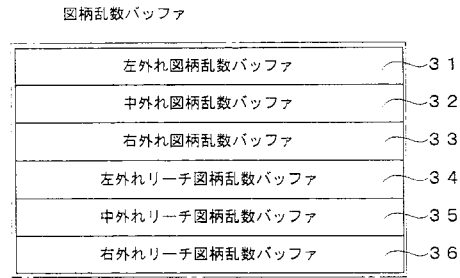 図柄乱数バッファ
左外れ図柄乱数バッファ 31
中外れ図柄乱数バッファ 32
右外れ図柄乱数バッファ 33
左外れリーチ図柄乱数バッファ 34
中外れリーチ図柄乱数バッファ 35
右外れリーチ図柄乱数バッファ 36